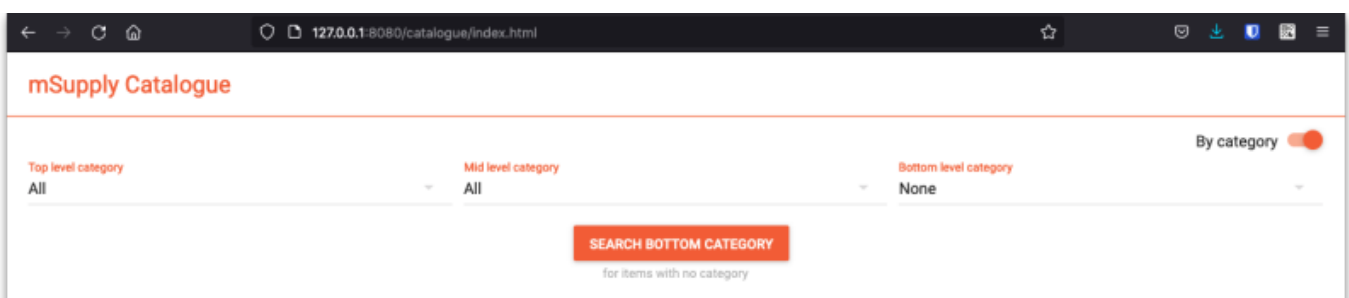 127.0.0.1:8080/catalogue/index.html
mSupply Catalogue
By category
Top level category
Mid level category
Bottom level category
All
All
None
SEARCH BOTTOM CATEGORY
for items with no category